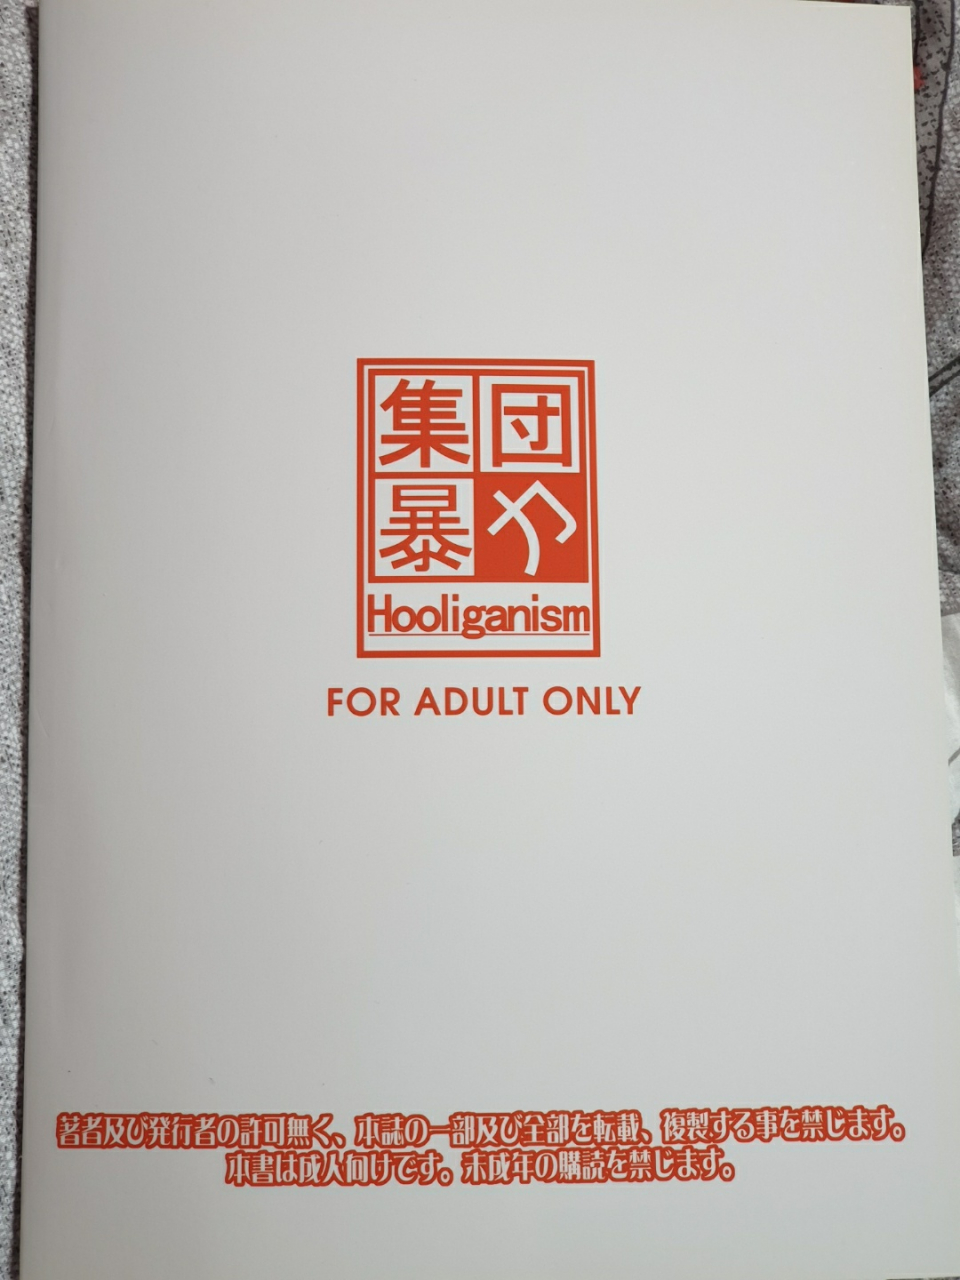 集団
暴力
Hooliganism
FOR ADULT ONLY
著者及び発行者の許可無く、本誌の一部及び全部を転載、複製する事を禁じます。
本書は成人向けです。未成年の購読を禁じます。